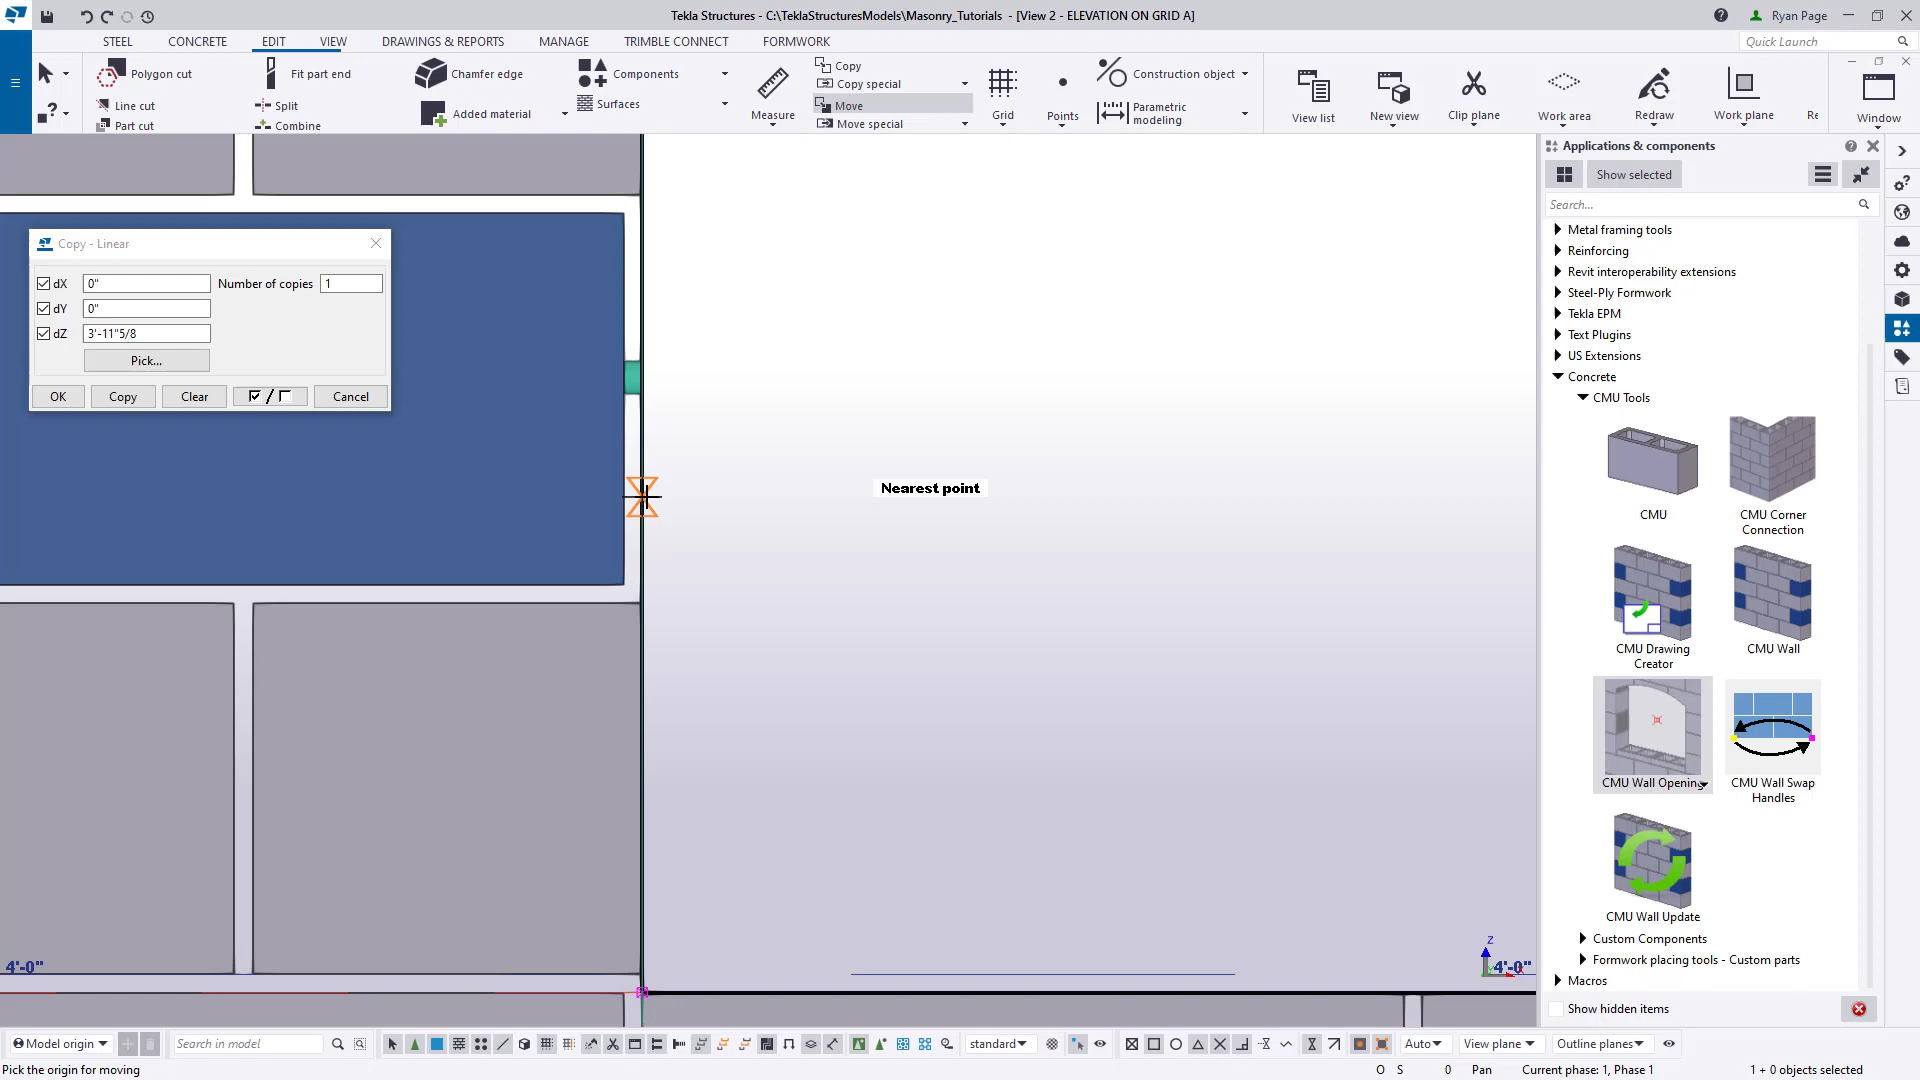 Tekla Structures - C:\TeklaStructuresModels\Masonry_Tutorials - [View 2 - ELEVATION ON GRID A]
Ryan Page
STEEL CONCRETE EDIT VIEW DRAWINGS & REPORTS MANAGE TRIMBLE CONNECT FORMWORK
Quick Launch
Polygon cut
Line cut
Part cut
Fit part end
Split
Combine
Chamfer edge
Added material
Components
Surfaces
Measure
Copy
Copy special
Move
Move special
Grid
Points
Construction object
Parametric
modeling
View list
New view
Clip plane
Work area
Redraw
Work plane
Re
Window
Copy - Linear
dX 0" Number of copies 1
dY 0"
dZ 3'-11"5/8
Pick...
OK Copy Clear / Cancel
Nearest point
4'-0"
Z
4'-0"
Applications & components
Show selected
Search...
Metal framing tools
Reinforcing
Revit interoperability extensions
Steel-Ply Formwork
Tekla EPM
Text Plugins
US Extensions
Concrete
CMU Tools
CMU
CMU Corner
Connection
CMU Drawing
Creator
CMU Wall
CMU Wall Opening
CMU Wall Swap
Handles
CMU Wall Update
Custom Components
Formwork placing tools - Custom parts
Macros
Show hidden items
Model origin
Search in model
standard
Auto
View plane
Outline planes
Pick the origin for moving
O S 0 Pan Current phase: 1, Phase 1 1 + 0 objects selected